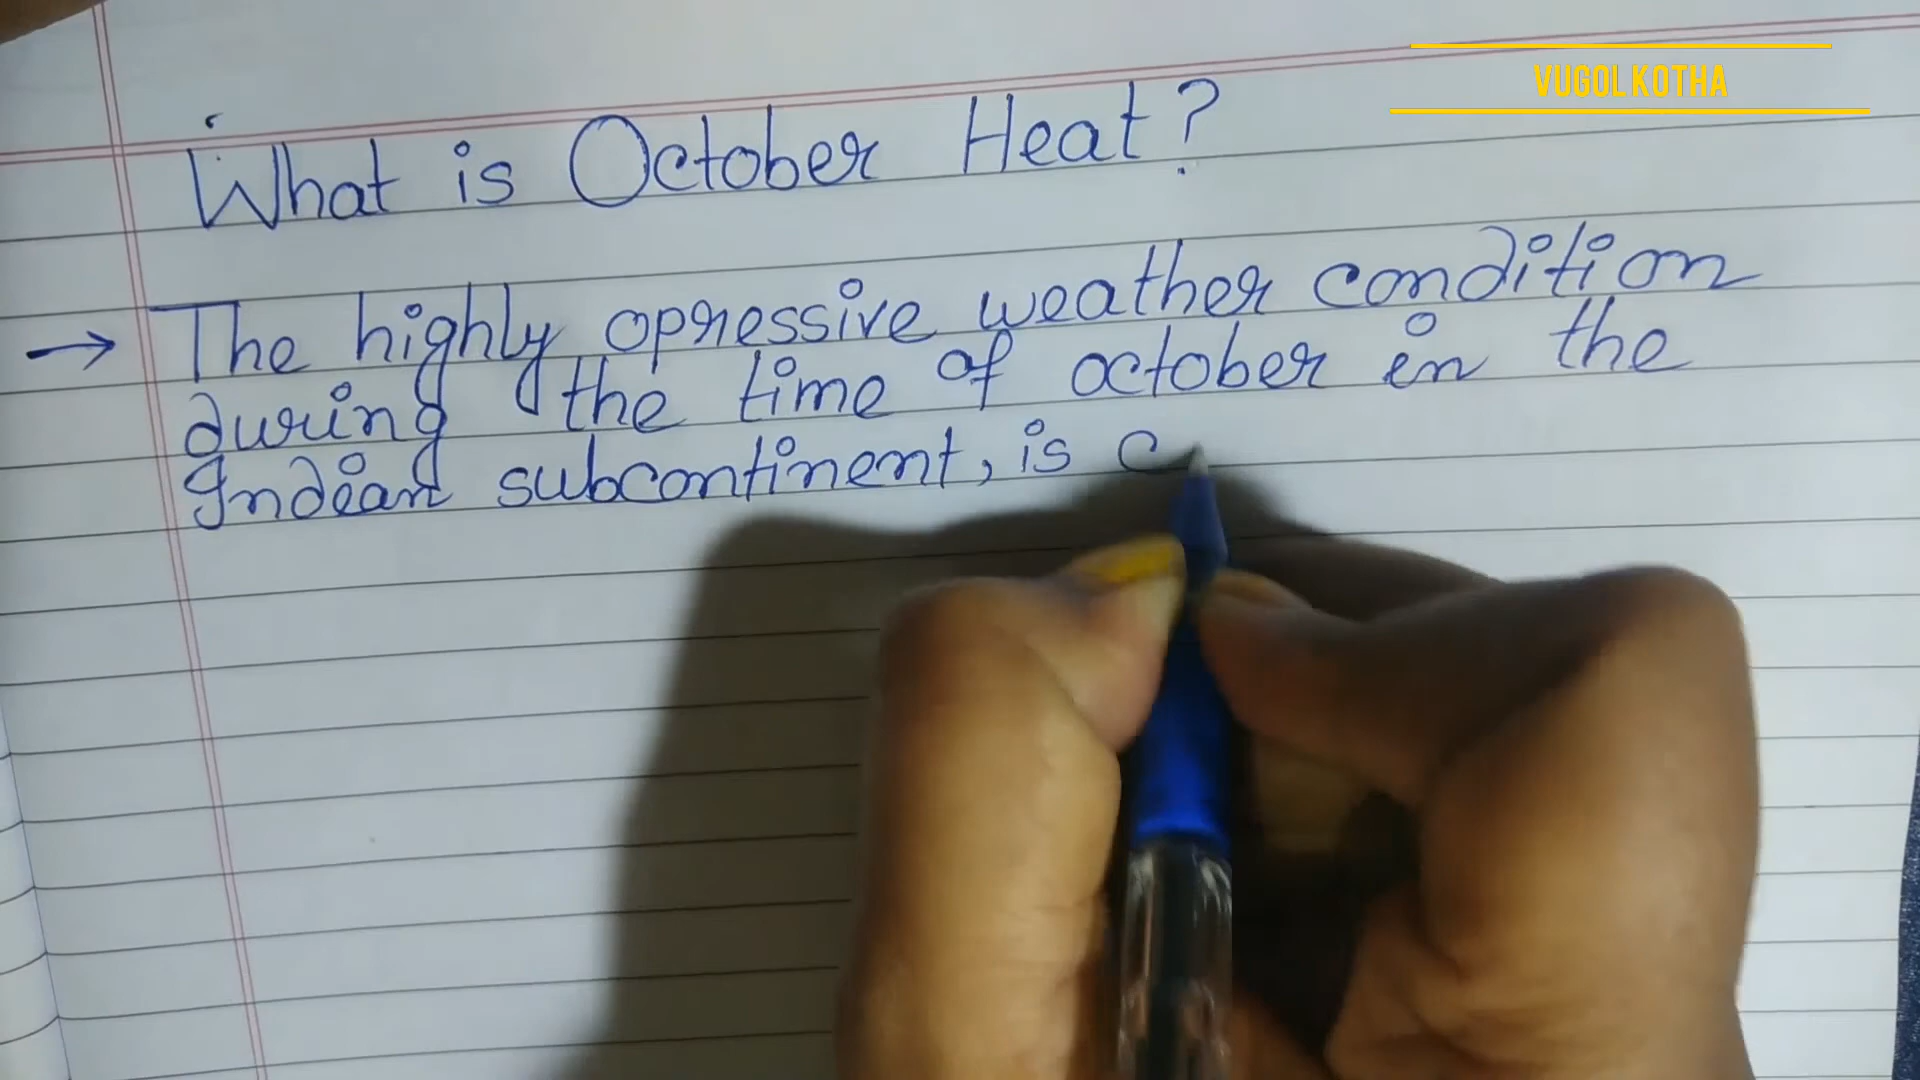 VUGOL KOTHA
What is October Heat?
→ The highly opressive weather condition
during the time of october in the
Indian subcontinent, is c